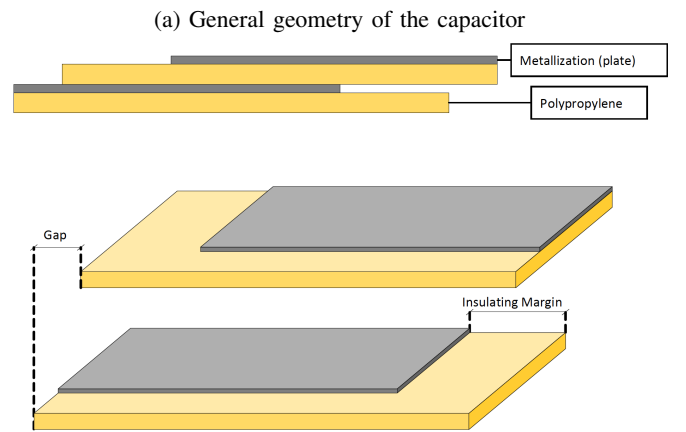 (a) General geometry of the capacitor
Metallization (plate)
Polypropylene
Gap
Insulating Margin